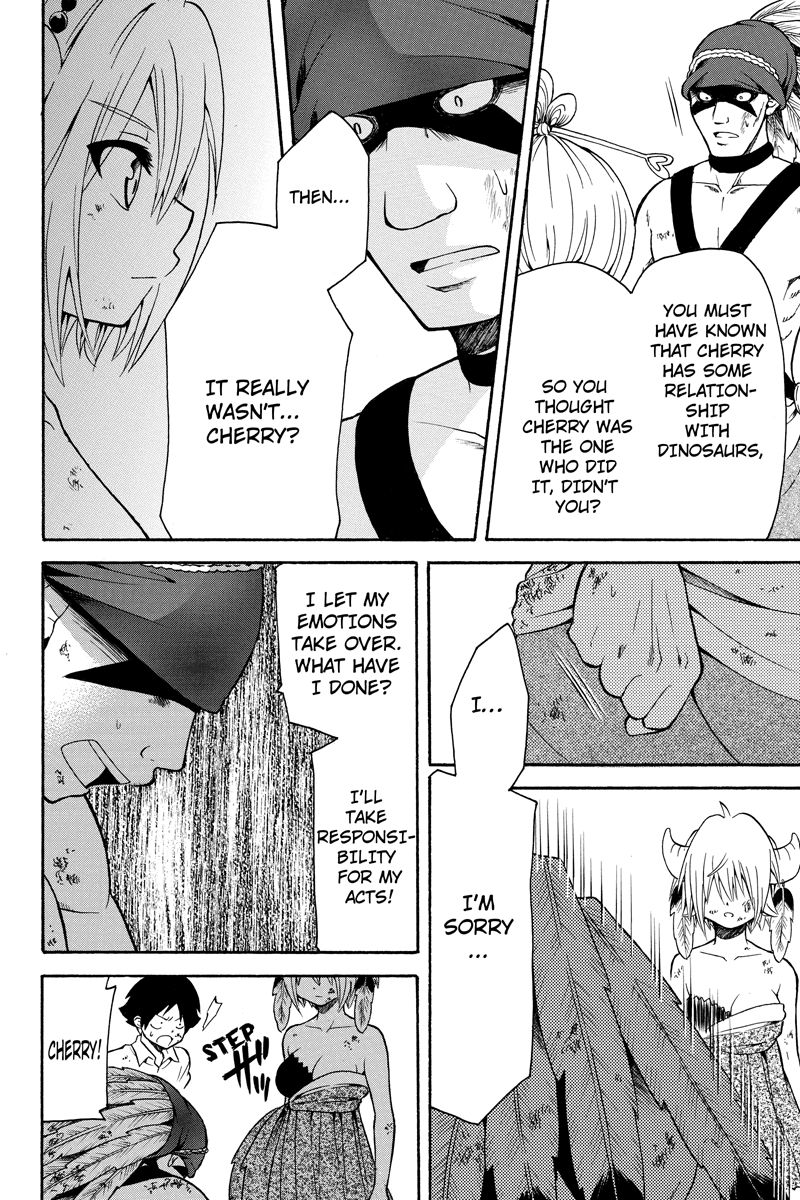 YOU MUST
HAVE KNOWN
THAT CHERRY
HAS SOME
RELATION-
SHIP
WITH
DINOSAURS,
SO YOU
THOUGHT
CHERRY WAS
THE ONE
WHO DID
IT, DIDN'T
YOU?
THEN...
IT REALLY
WASN'T...
CHERRY?
I...
I'M
SORRY
...
I LET MY
EMOTIONS
TAKE OVER.
WHAT HAVE
I DONE?
I'LL
TAKE
RESPONSI-
BILITY
FOR MY
ACTS!
STEP
CHERRY!